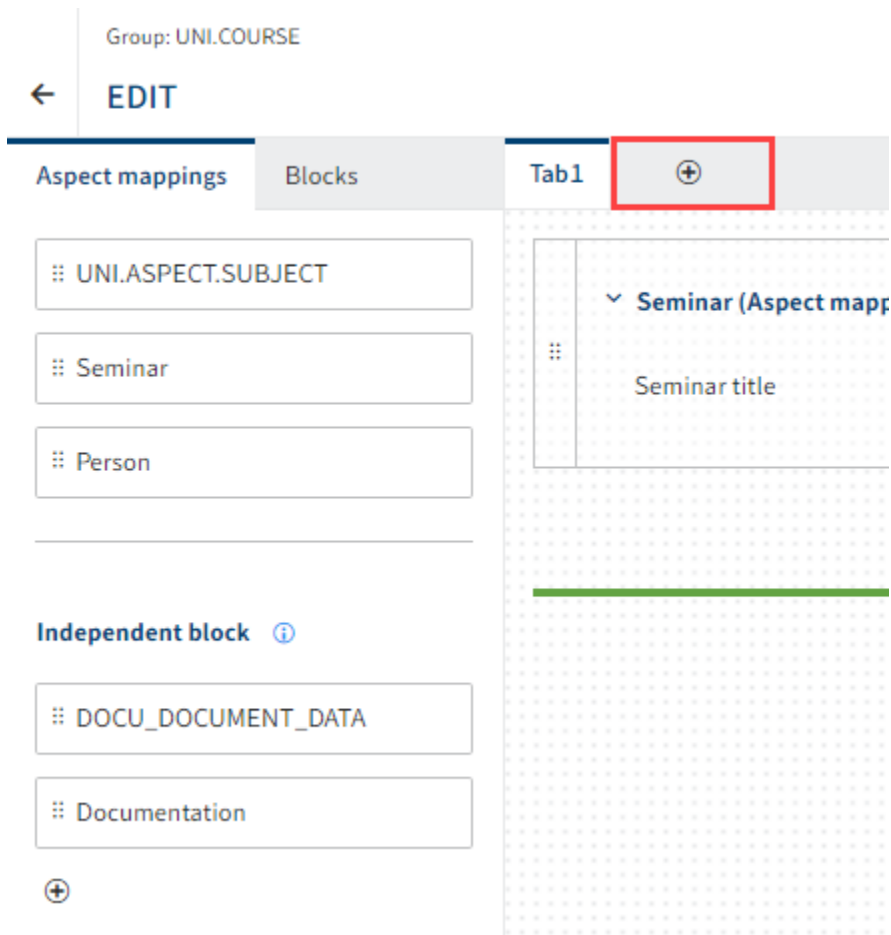 Group: UNI.COURSE
EDIT
Aspect mappings
Blocks
Tab1
UNI.ASPECT.SUBJECT
Seminar
Person
Independent block
DOCU_DOCUMENT_DATA
Documentation
Seminar (Aspect mapp
Seminar title